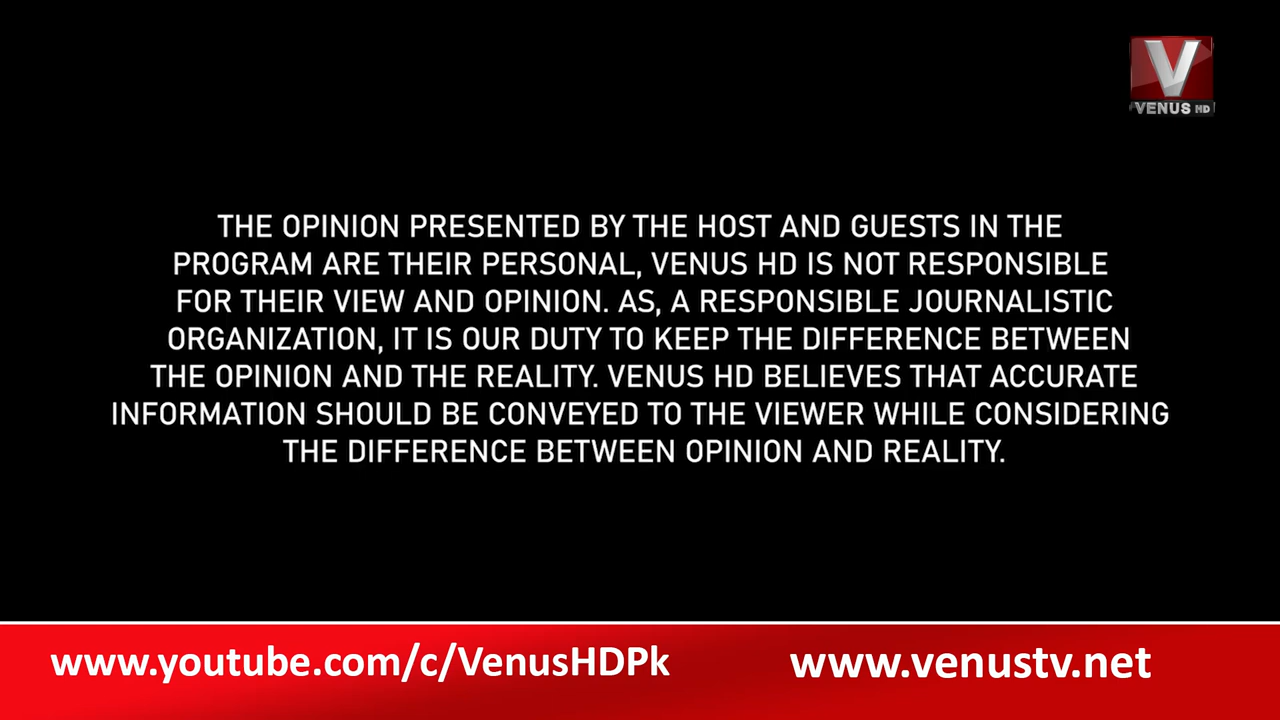 V
VENUS HD
THE OPINION PRESENTED BY THE HOST AND GUESTS IN THE
PROGRAM ARE THEIR PERSONAL, VENUS HD IS NOT RESPONSIBLE
FOR THEIR VIEW AND OPINION. AS, A RESPONSIBLE JOURNALISTIC
ORGANIZATION, IT IS OUR DUTY TO KEEP THE DIFFERENCE BETWEEN
THE OPINION AND THE REALITY. VENUS HD BELIEVES THAT ACCURATE
INFORMATION SHOULD BE CONVEYED TO THE VIEWER WHILE CONSIDERING
THE DIFFERENCE BETWEEN OPINION AND REALITY.
www.youtube.com/c/VenusHDPk www.venustv.net